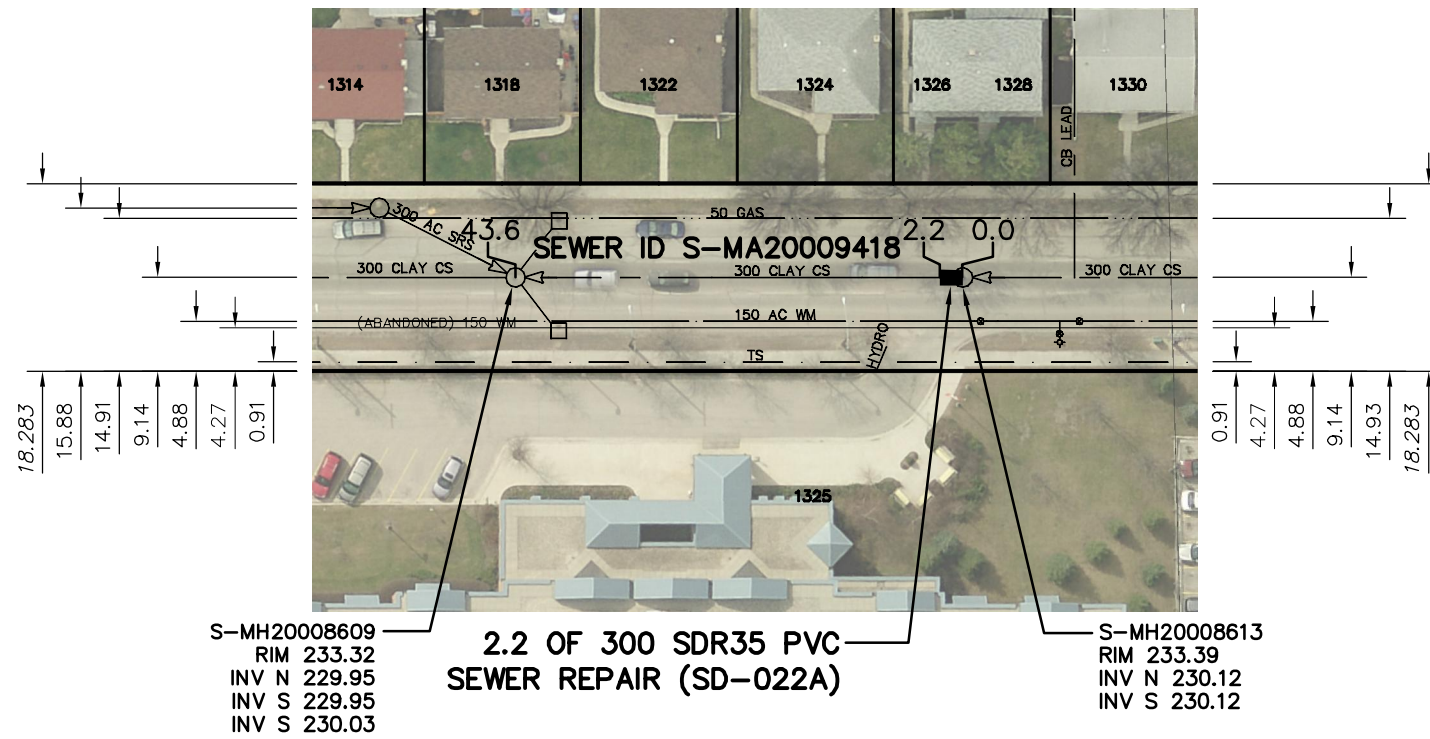 1314
1318
1322
1324
1326
1328
1330
CB LEAD
50 GAS
300 AC SRS
43.6
SEWER ID S-MA20009418
2.2
0.0
300 CLAY CS
300 CLAY CS
300 CLAY CS
(ABANDONED) 150 WM
150 AC WM
HYDRO
TS
18.283
15.88
14.91
9.14
4.88
4.27
0.91
0.91
4.27
4.88
9.14
14.93
18.283
1325
S-MH20008609
RIM 233.32
INV N 229.95
INV S 229.95
INV S 230.03
2.2 OF 300 SDR35 PVC
SEWER REPAIR (SD-022A)
S-MH20008613
RIM 233.39
INV N 230.12
INV S 230.12